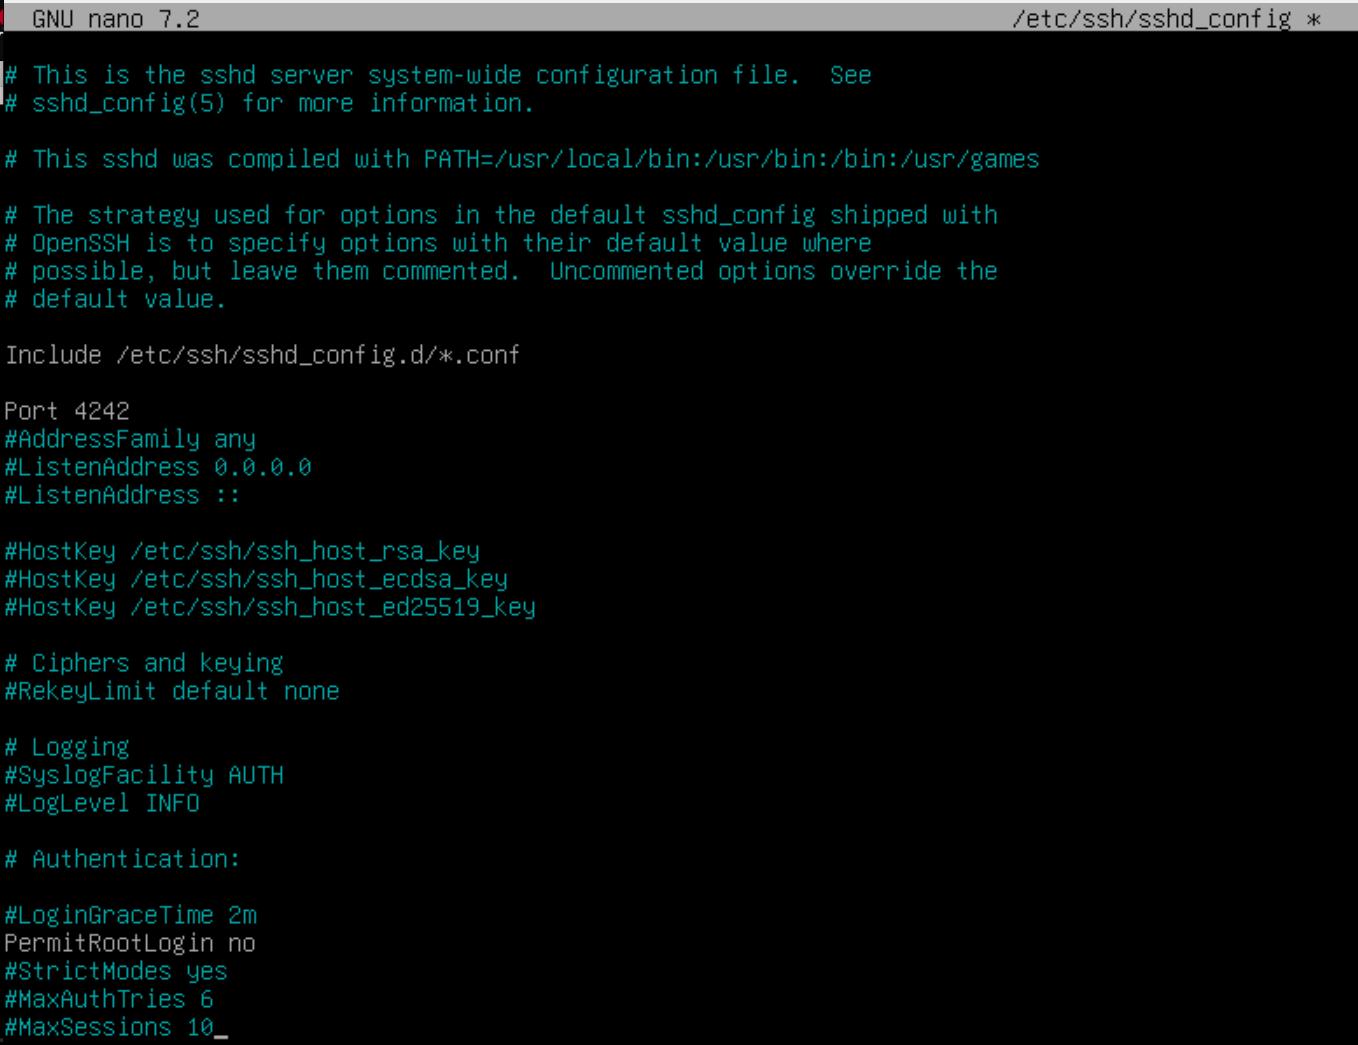 GNU nano 7.2 /etc/ssh/sshd_config *
# This is the sshd server system-wide configuration file.  See
# sshd_config(5) for more information.
# This sshd was compiled with PATH=/usr/local/bin:/usr/bin:/bin:/usr/games
# The strategy used for options in the default sshd_config shipped with
# OpenSSH is to specify options with their default value where
# possible, but leave them commented.  Uncommented options override the
# default value.
Include /etc/ssh/sshd_config.d/*.conf
Port 4242
#AddressFamily any
#ListenAddress 0.0.0.0
#ListenAddress ::
#HostKey /etc/ssh/ssh_host_rsa_key
#HostKey /etc/ssh/ssh_host_ecdsa_key
#HostKey /etc/ssh/ssh_host_ed25519_key
# Ciphers and keying
#RekeyLimit default none
# Logging
#SyslogFacility AUTH
#LogLevel INFO
# Authentication:
#LoginGraceTime 2m
PermitRootLogin no
#StrictModes yes
#MaxAuthTries 6
#MaxSessions 10